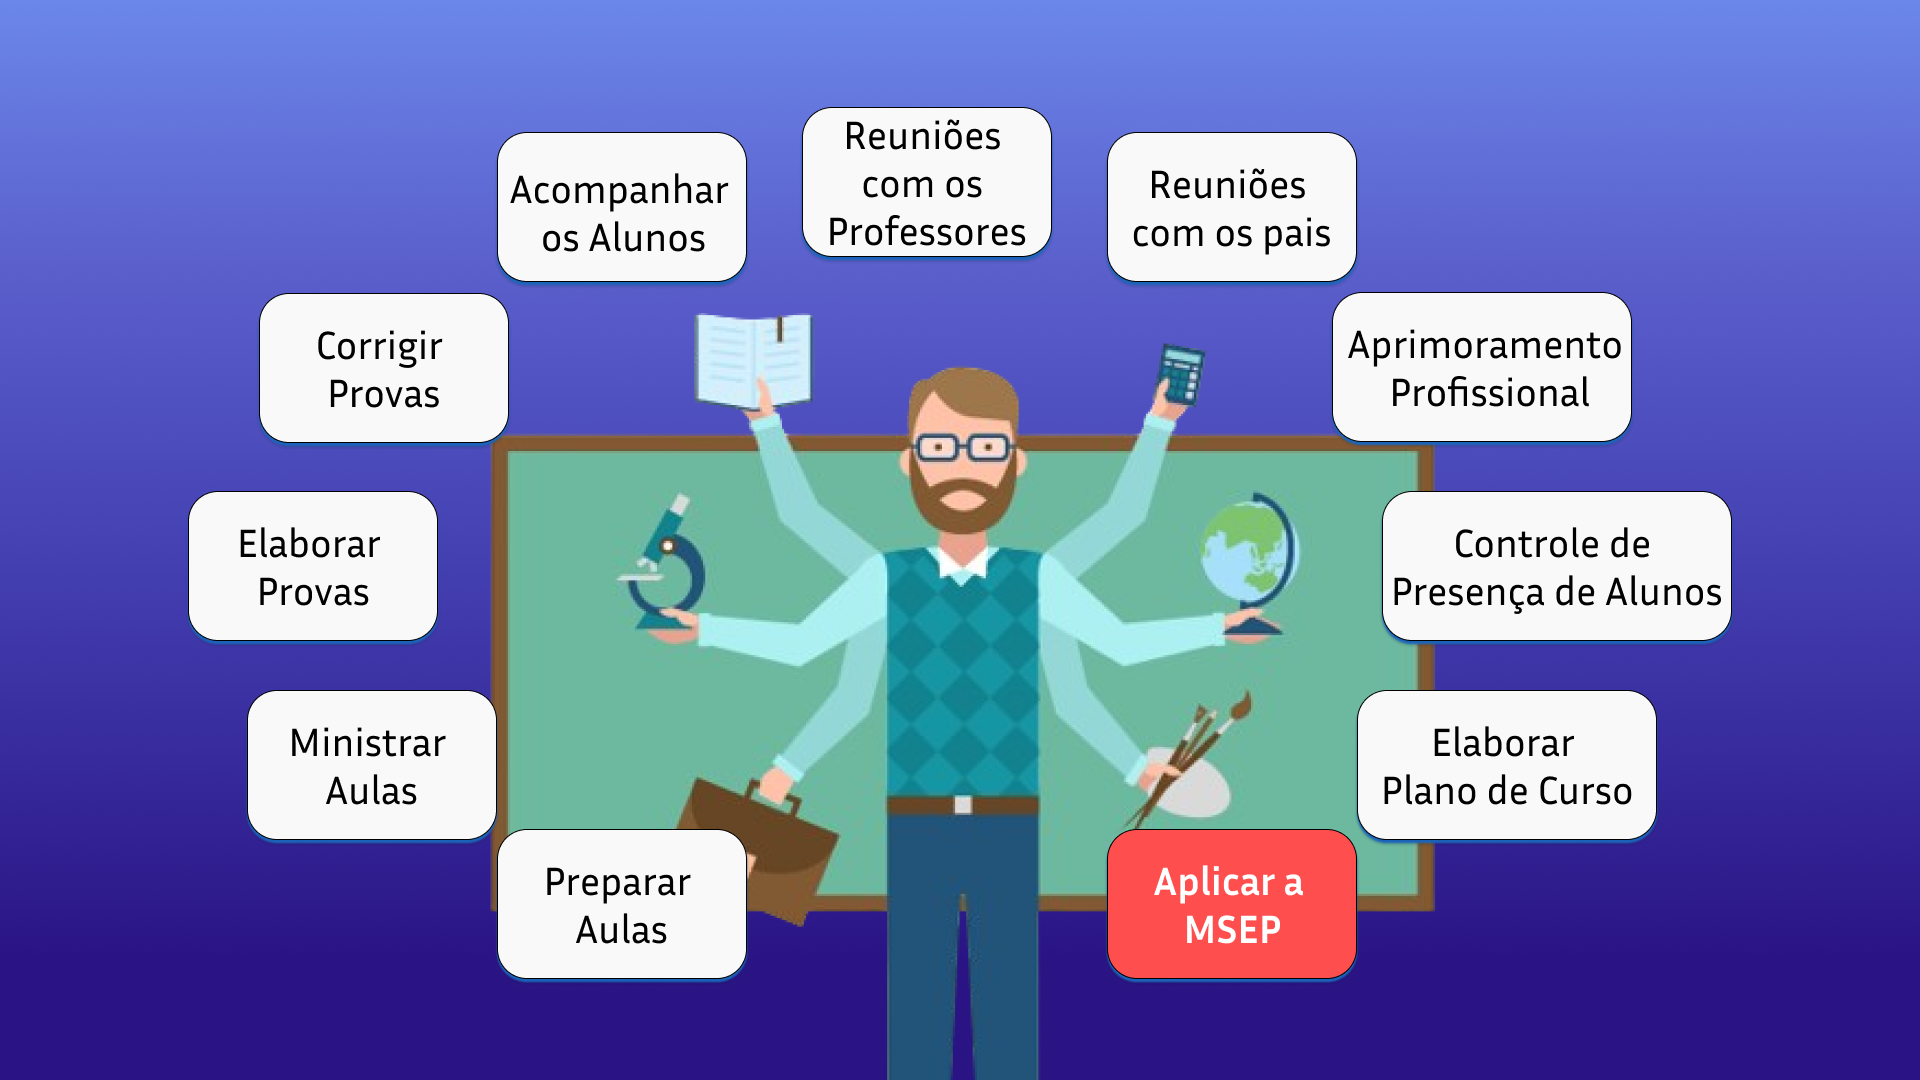 Reuniões
com os
Professores
Acompanhar
os Alunos
Reuniões
com os pais
Corrigir
Provas
Aprimoramento
Profissional
Elaborar
Provas
Controle de
Presença de Alunos
Ministrar
Aulas
Elaborar
Plano de Curso
Preparar
Aulas
Aplicar a
MSEP